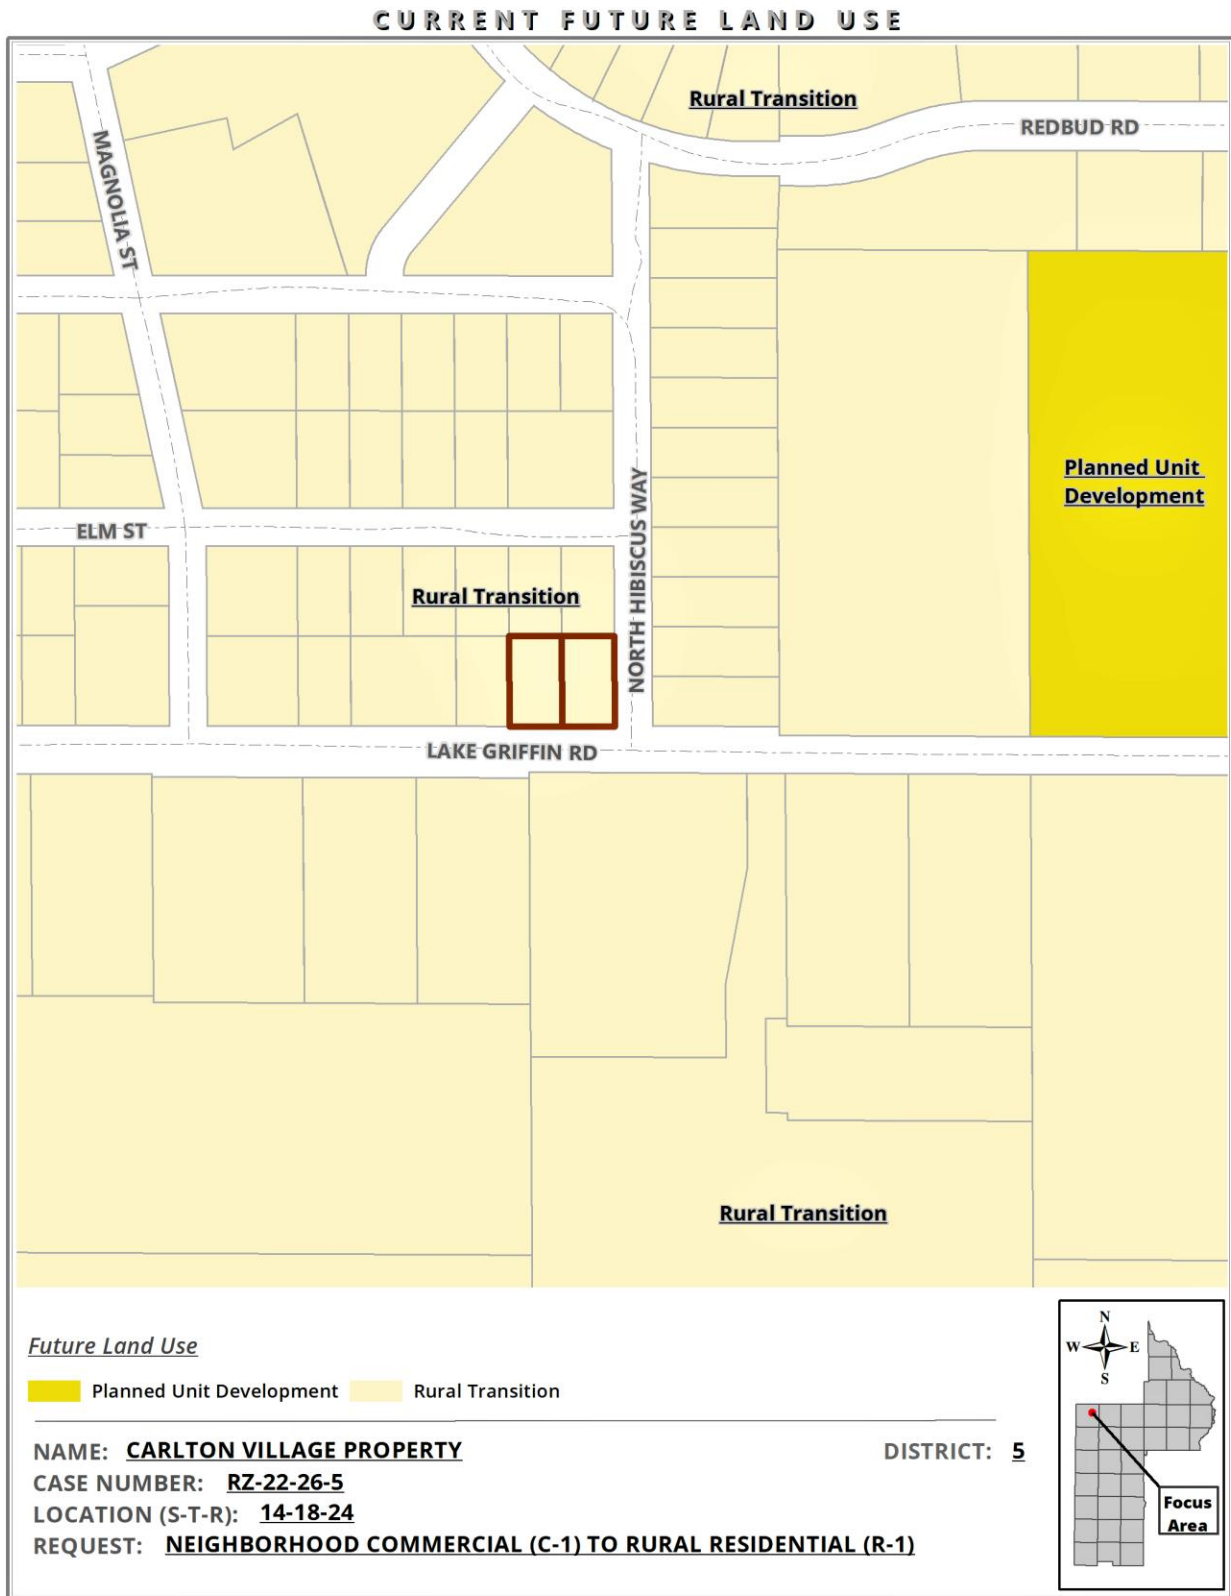 CURRENT FUTURE LAND USE
Rural Transition
REDBUD RD
MAGNOLIA ST
Planned Unit
Development
NORTH HIBISCUS WAY
ELM ST
Rural Transition
LAKE GRIFFIN RD
Rural Transition
Future Land Use
Planned Unit Development
Rural Transition
NAME: CARLTON VILLAGE PROPERTY
DISTRICT: 5
CASE NUMBER: RZ-22-26-5
LOCATION (S-T-R): 14-18-24
REQUEST: NEIGHBORHOOD COMMERCIAL (C-1) TO RURAL RESIDENTIAL (R-1)
N
W
E
S
Focus
Area